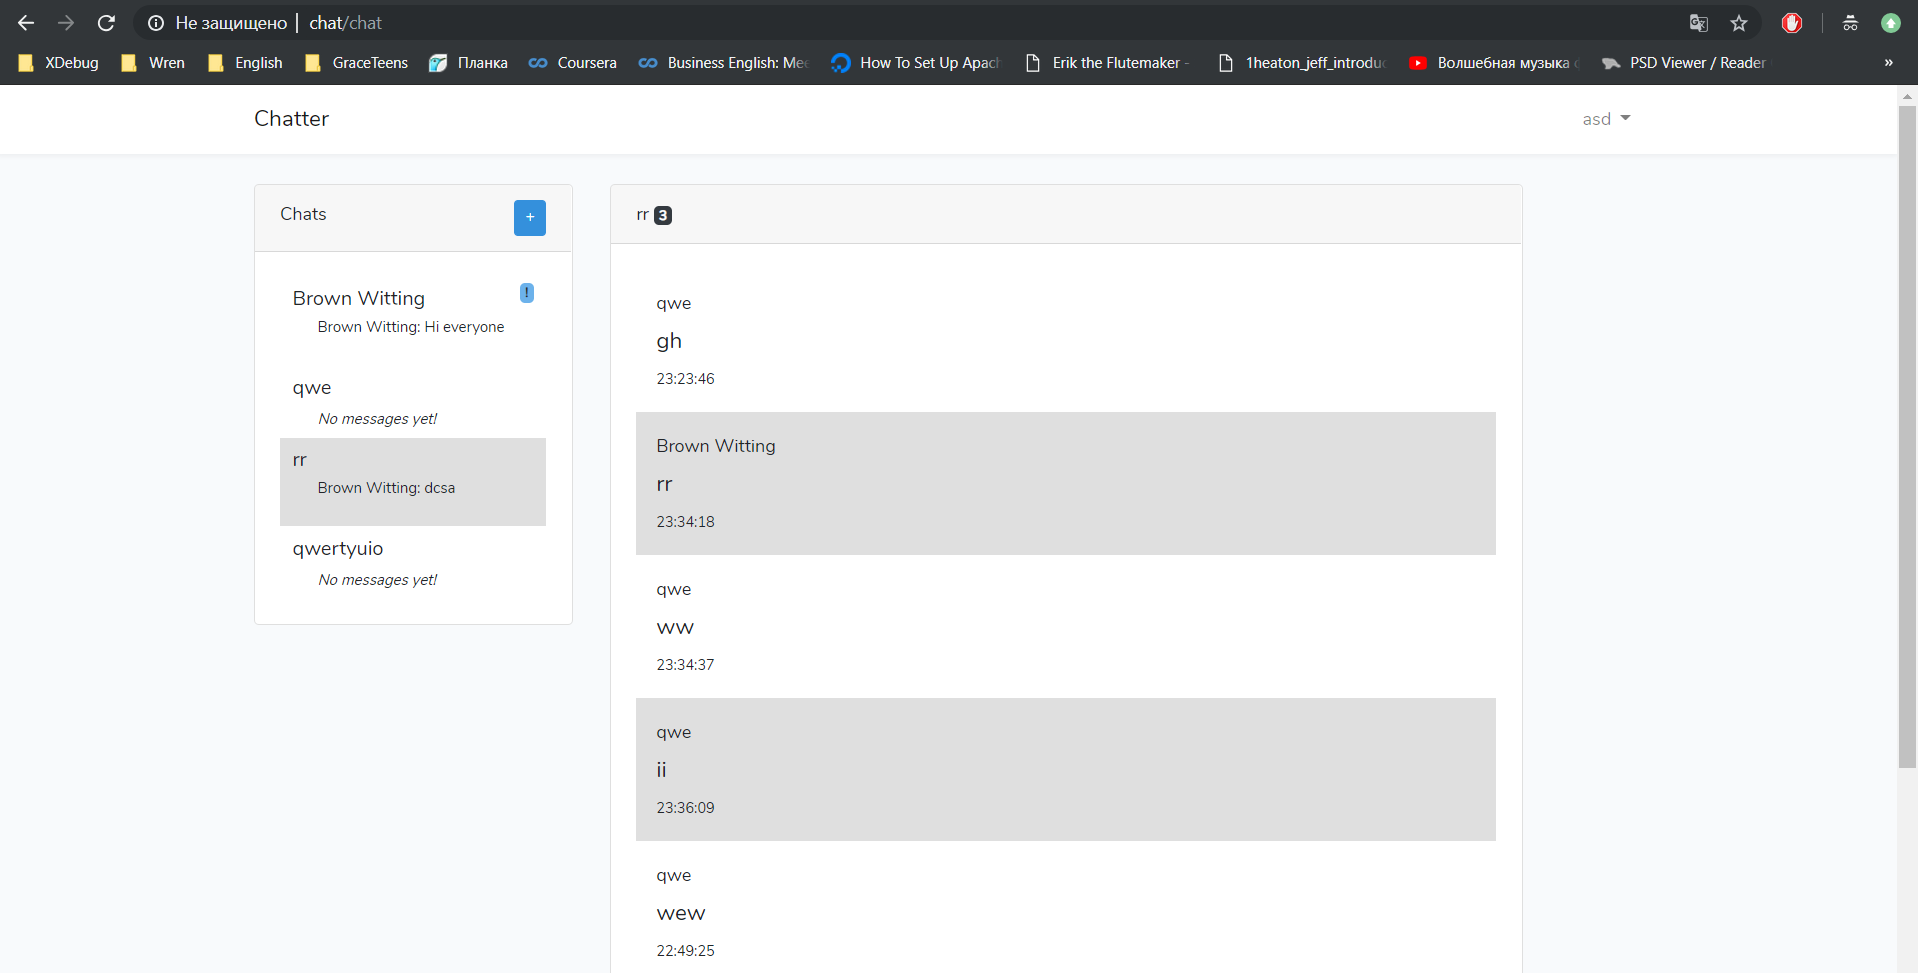 Не защищено | chat/chat
XDebug Wren English GraceTeens Планка Coursera Business English: Mee How To Set Up Apach Erik the Flutemaker - 1heaton_jeff_introduc Волшебная музыка PSD Viewer / Reader »
Chatter
asd
Chats
+
Brown Witting
!
Brown Witting: Hi everyone
qwe
No messages yet!
rr
Brown Witting: dcsa
qwertyuio
No messages yet!
rr 3
qwe
gh
23:23:46
Brown Witting
rr
23:34:18
qwe
ww
23:34:37
qwe
ii
23:36:09
qwe
wew
22:49:25